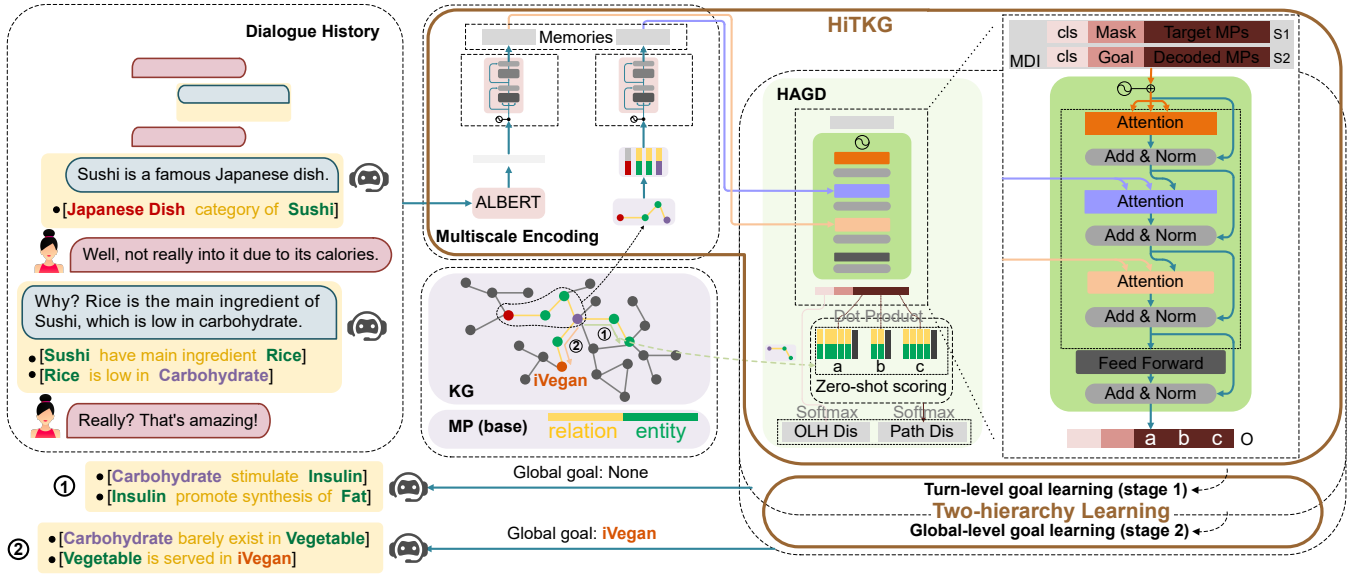 Dialogue History
Sushi is a famous Japanese dish.
•[Japanese Dish category of Sushi]
Well, not really into it due to its calories.
Why? Rice is the main ingredient of
Sushi, which is low in carbohydrate.
•[Sushi have main ingredient Rice]
•[Rice is low in Carbohydrate]
Really? That's amazing!
①
•[Carbohydrate stimulate Insulin]
•[Insulin promote synthesis of Fat]
②
•[Carbohydrate barely exist in Vegetable]
•[Vegetable is served in iVegan]
Global goal: None
Global goal: iVegan
HiTKG
Memories
ALBERT
Multiscale Encoding
①
②
iVegan
KG
MP (base)
relation entity
HAGD
Dot Product
a b c
Zero-shot scoring
Softmax Softmax
OLH Dis Path Dis
MDI
cls Mask Target MPs S1
cls Goal Decoded MPs S2
Attention
Add & Norm
Attention
Add & Norm
Attention
Add & Norm
Feed Forward
Add & Norm
a b c O
Turn-level goal learning (stage 1)
Two-hierarchy Learning
Global-level goal learning (stage 2)